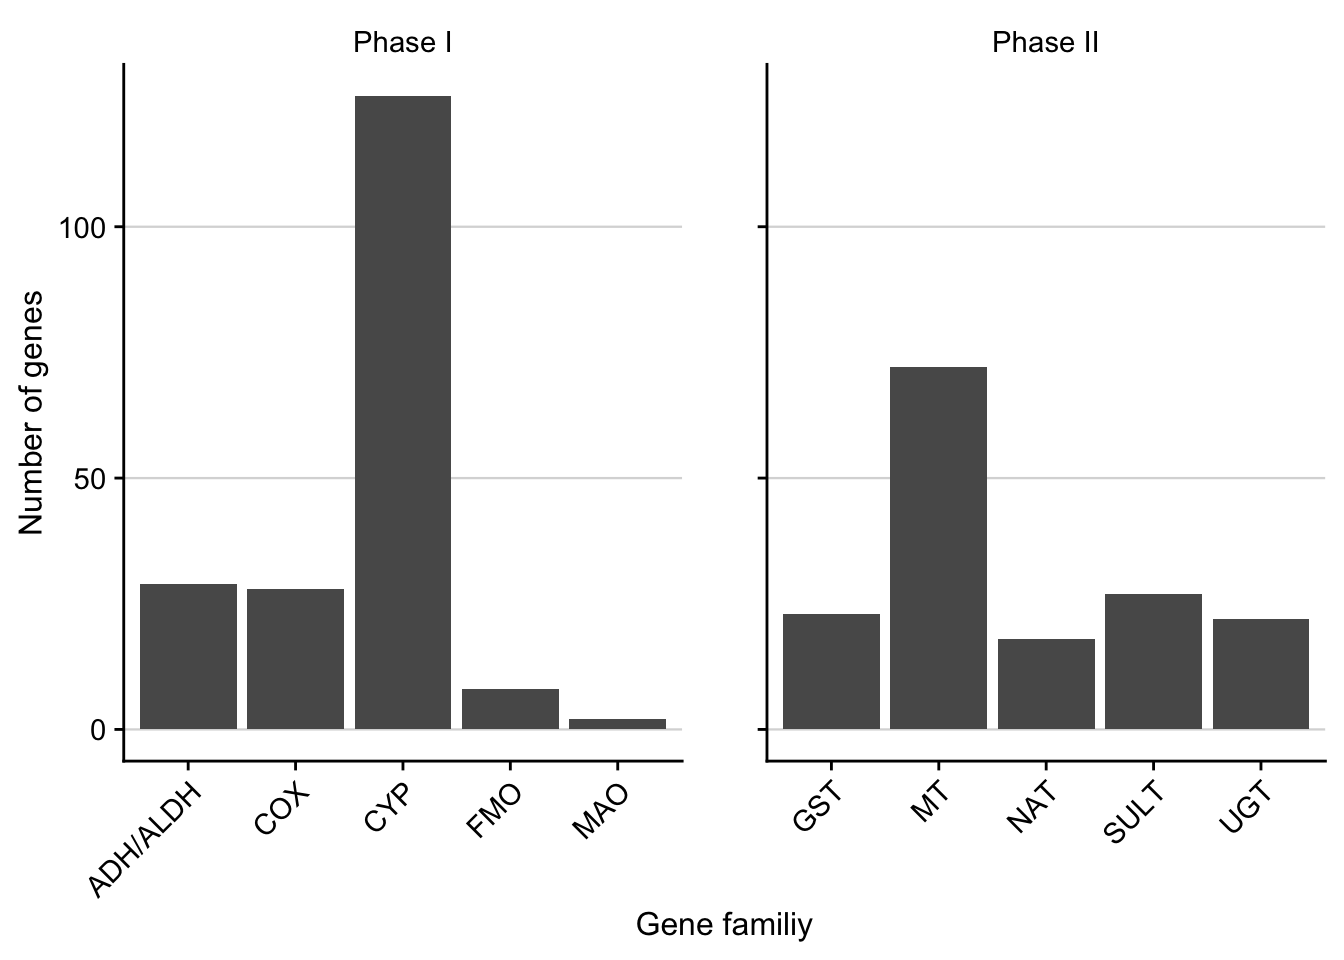 Phase I
Phase II
Number of genes
100
50
0
ADH/ALDH
COX
CYP
FMO
MAO
GST
MT
NAT
SULT
UGT
Gene familiy